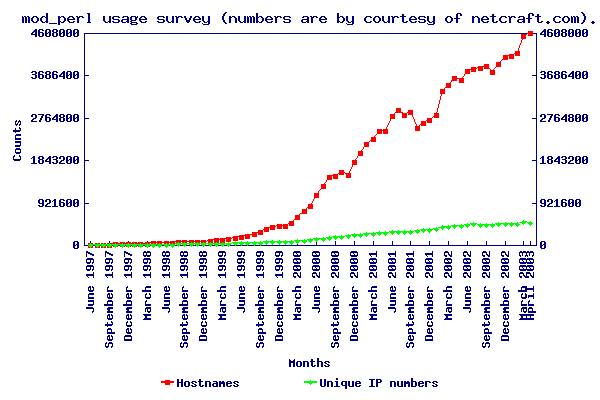 mod_perl usage survey (numbers are by courtesy of netcraft.com).
4608000 4608000
3686400 3686400
2764800 2764800
1843200 1843200
921600 921600
0 0
Counts
June 1997
September 1997
December 1997
March 1998
June 1998
September 1998
December 1998
March 1999
June 1999
September 1999
December 1999
March 2000
June 2000
September 2000
December 2000
March 2001
June 2001
September 2001
December 2001
March 2002
June 2002
September 2002
December 2002
March 2003
April 2003
Months
Hostnames Unique IP numbers